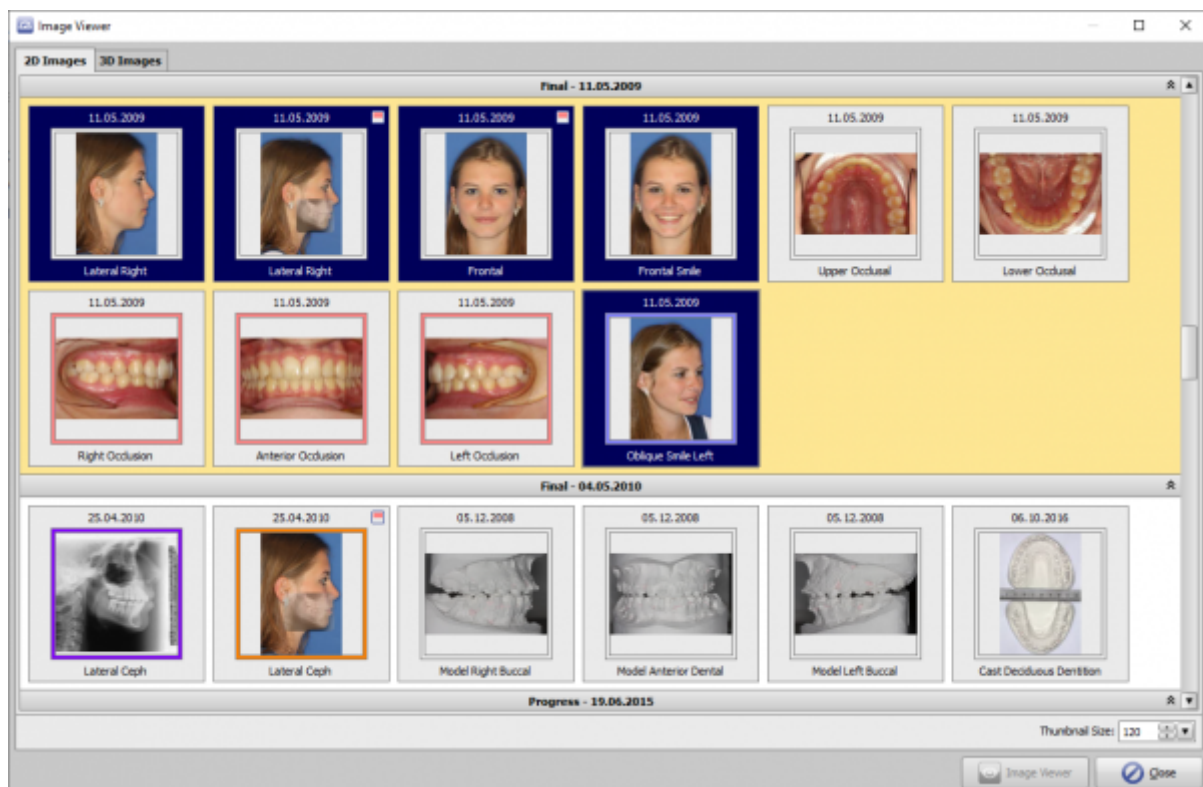 Image Viewer
2D Images 3D Images
Final - 11.05.2009
11.05.2009 11.05.2009 11.05.2009 11.05.2009 11.05.2009 11.05.2009
Lateral Right Lateral Right Frontal Frontal Smile Upper Occlusal Lower Occlusal
11.05.2009 11.05.2009 11.05.2009 11.05.2009
Right Occlusion Anterior Occlusion Left Occlusion Oblique Smile Left
Final - 04.05.2010
25.04.2010 25.04.2010 05.12.2008 05.12.2008 05.12.2008 06.10.2016
Lateral Ceph Lateral Ceph Model Right Buccal Model Anterior Dental Model Left Buccal Cast Deciduous Dentition
Progress - 19.06.2015
Thumbnail Size: 120
Image Viewer Close